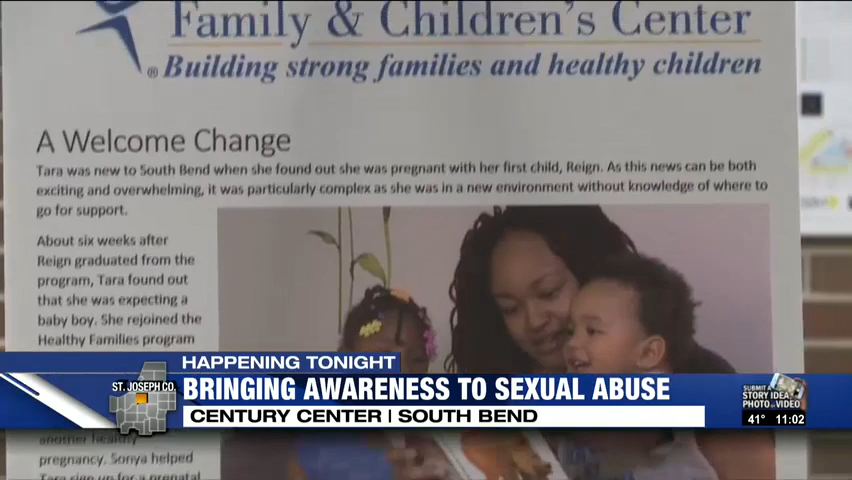 Family & Children's Center
® Building strong families and healthy children
A Welcome Change
Tara was new to South Bend when she found out she was pregnant with her first child, Reign. As this news can be both
exciting and overwhelming, it was particularly complex as she was in a new environment without knowledge of where to
go for support.
About six weeks after
Reign graduated from the
program, Tara found out
that she was expecting a
baby boy. She rejoined the
Healthy Families program
another healthy
pregnancy. Sonya helped
Tara sign up for a prenatal
HAPPENING TONIGHT
ST. JOSEPH CO.
BRINGING AWARENESS TO SEXUAL ABUSE
CENTURY CENTER | SOUTH BEND
SUBMIT A
STORY IDEA
PHOTO OR VIDEO
41° 11:02